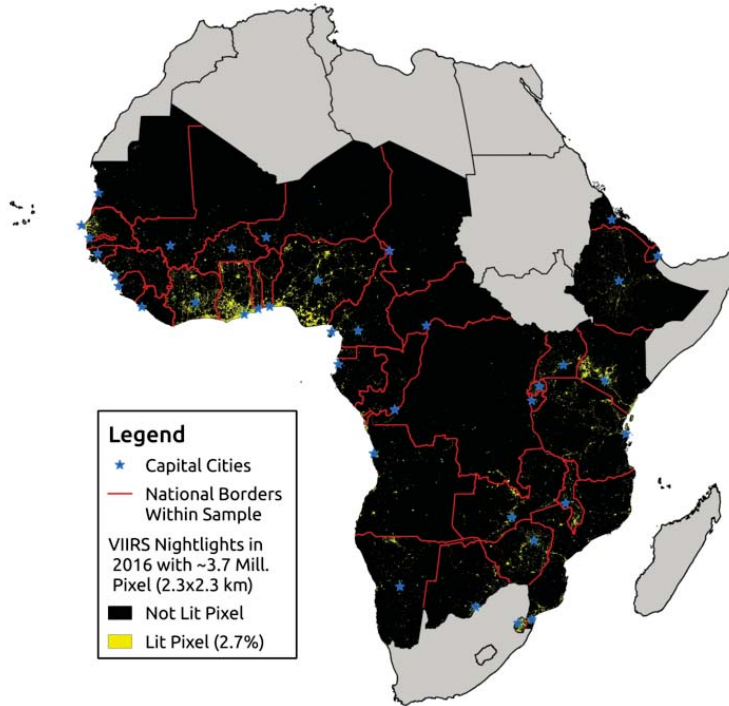 Legend
Capital Cities
National Borders
Within Sample
VIIRS Nightlights in
2016 with ~3.7 Mill.
Pixel (2.3x2.3 km)
Not Lit Pixel
Lit Pixel (2.7%)